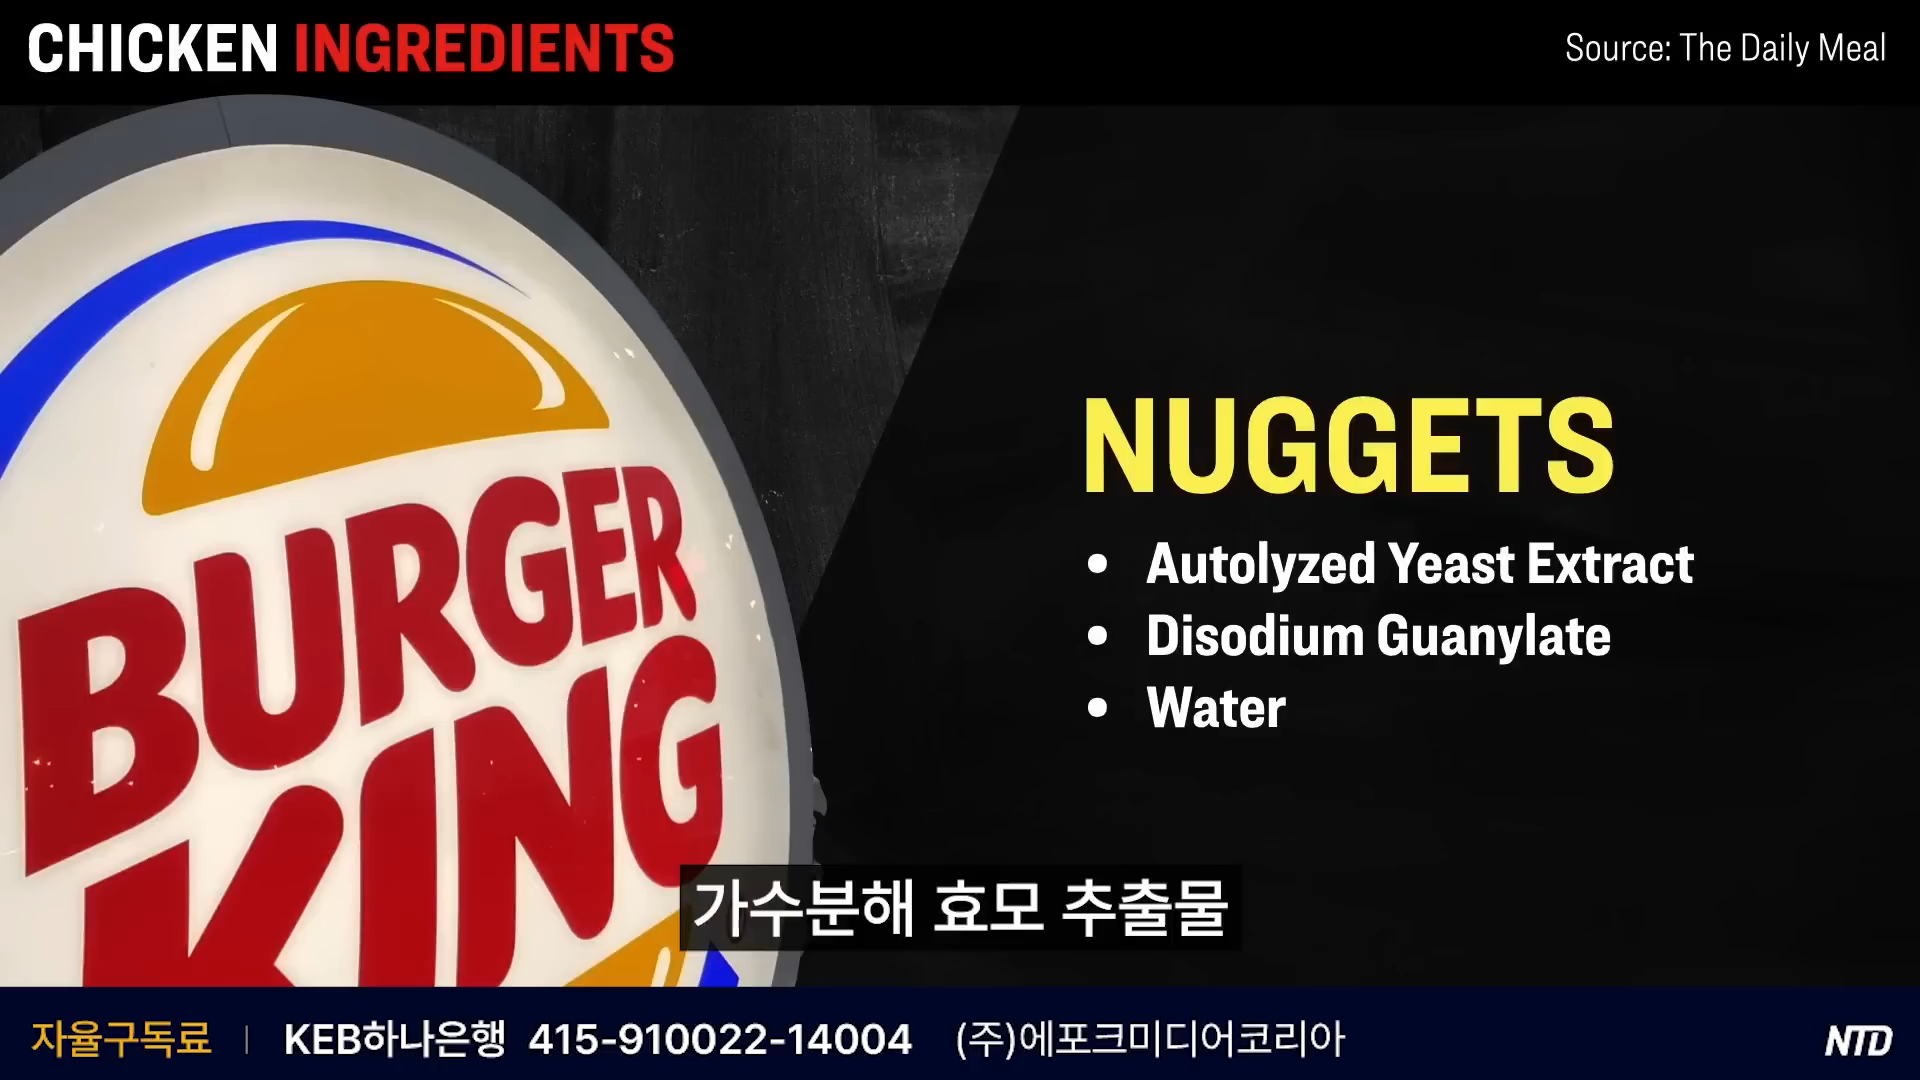 CHICKEN INGREDIENTS
Source: The Daily Meal
BURGER
KING
NUGGETS
• Autolyzed Yeast Extract
• Disodium Guanylate
• Water
가수분해 효모 추출물
자율구독료 | KEB하나은행 415-910022-14004 (주)에포크미디어코리아
NTD